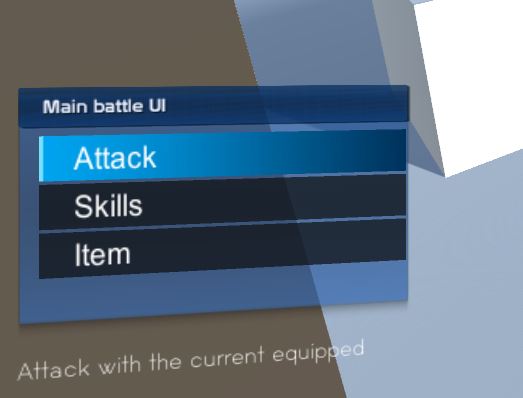 Main battle UI
Attack
Skills
Item
Attack with the current equipped